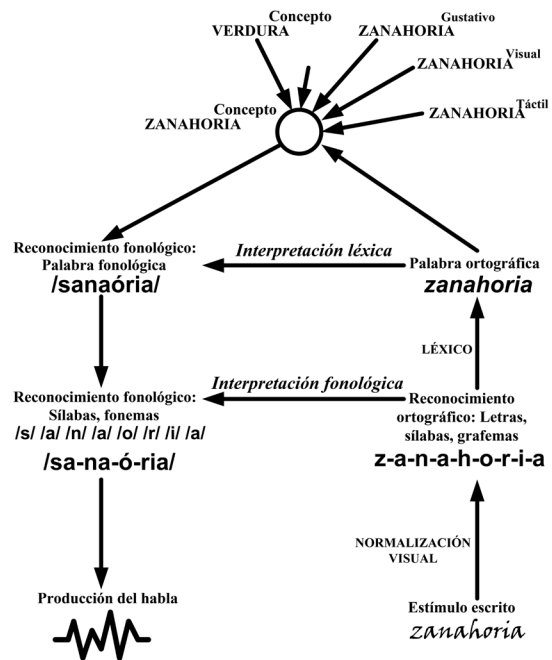 VERDURA Concepto
ZANAHORIA Gustativo
ZANAHORIA Visual
ZANAHORIA Táctil
ZANAHORIA Concepto
Reconocimiento fonológico:
Palabra fonológica
/sanaória/
Interpretación léxica
Palabra ortográfica
zanahoria
LÉXICO
Reconocimiento fonológico:
Sílabas, fonemas
/s/ /a/ /n/ /a/ /o/ /r/ /i/ /a/
/sa-na-ó-ria/
Interpretación fonológica
Reconocimiento
ortográfico: Letras,
sílabas, grafemas
z-a-n-a-h-o-r-i-a
NORMALIZACIÓN
VISUAL
Producción del habla
Estímulo escrito
zanahoria